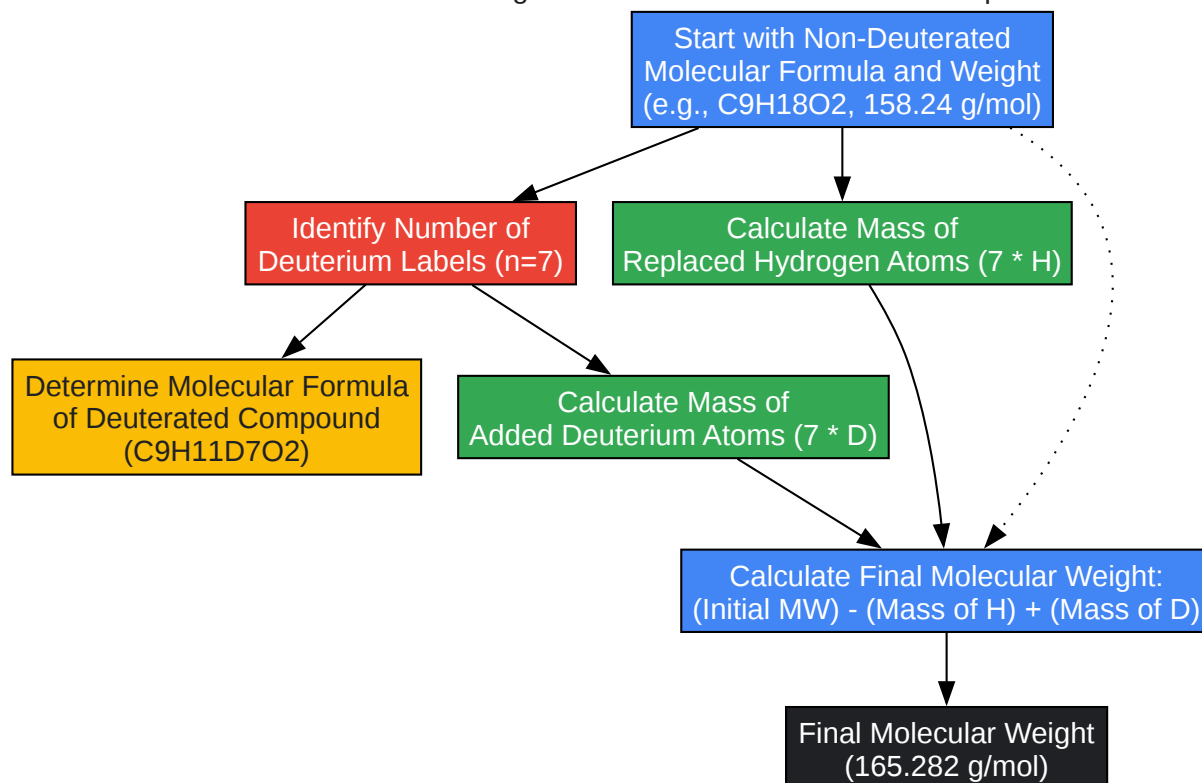 Start with Non-Deuterated
Molecular Formula and Weight
(e.g., C9H18O2, 158.24 g/mol)
Identify Number of
Deuterium Labels (n=7)
Calculate Mass of
Replaced Hydrogen Atoms (7 * H)
Determine Molecular Formula
of Deuterated Compound
(C9H11D7O2)
Calculate Mass of
Added Deuterium Atoms (7 * D)
Calculate Final Molecular Weight:
(Initial MW) - (Mass of H) + (Mass of D)
Final Molecular Weight
(165.282 g/mol)